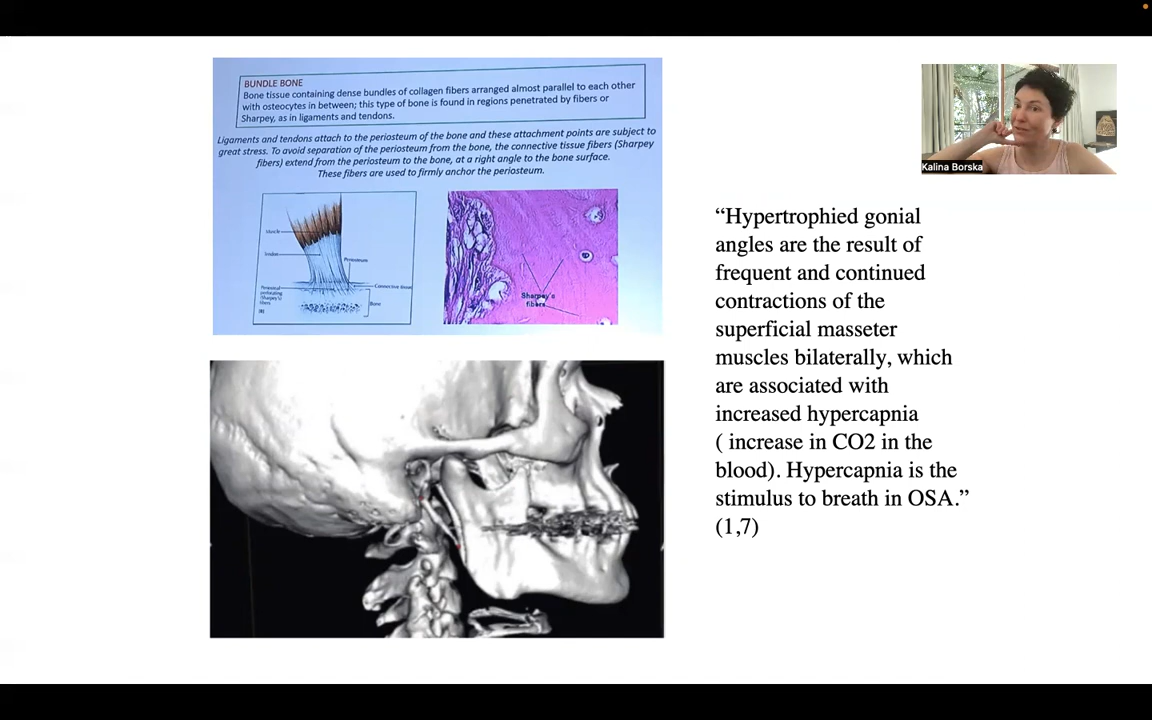 BUNDLE BONE
Bone tissue containing dense bundles of collagen fibers arranged almost parallel to each other
with osteocytes in between; this type of bone is found in regions penetrated by fibers or
Sharpey, as in ligaments and tendons.
Ligaments and tendons attach to the periosteum of the bone and these attachment points are subject to
great stress. To avoid separation of the periosteum from the bone, the connective tissue fibers (Sharpey
fibers) extend from the periosteum to the bone, at a right angle to the bone surface.
These fibers are used to firmly anchor the periosteum.
Muscle
Tendon
Periosteum
Connective tissue
perforating
(Sharpey's)
fibers
Bone
Sharpey's
fibers
Kalina Borska
“Hypertrophied gonial
angles are the result of
frequent and continued
contractions of the
superficial masseter
muscles bilaterally, which
are associated with
increased hypercapnia
( increase in CO2 in the
blood). Hypercapnia is the
stimulus to breath in OSA.”
(1,7)